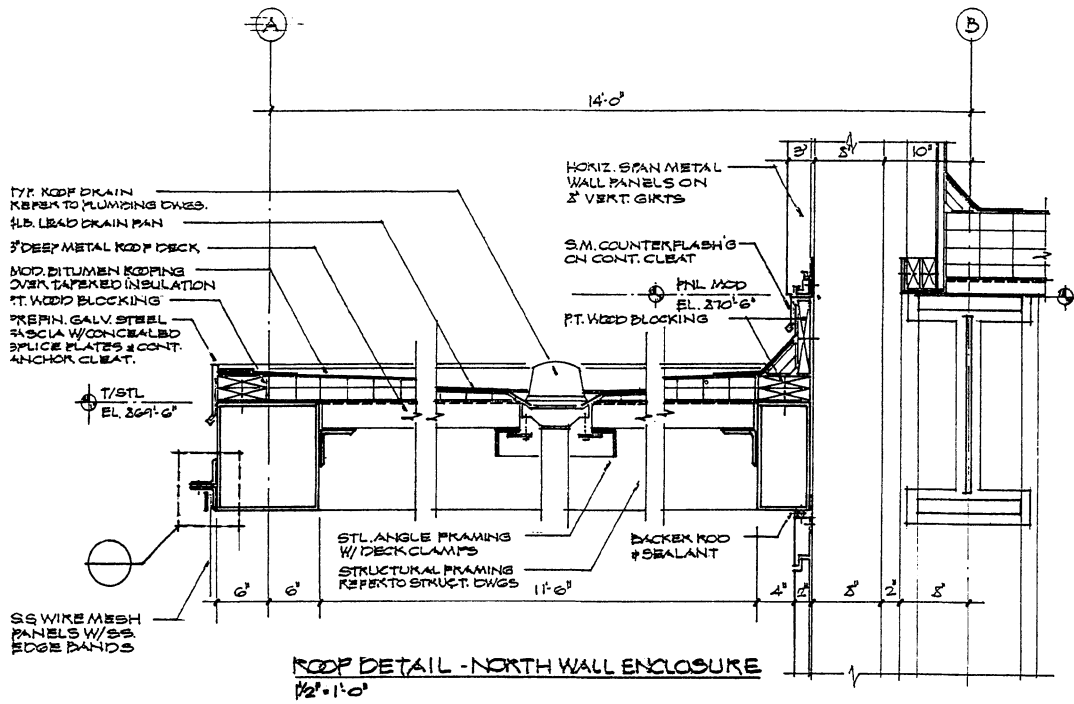 A
B
14'-0"
3"
8"
10"
TYP. ROOF DRAIN
REFER TO PLUMBING DWGS.
4LB. LEAD DRAIN PAN
3" DEEP METAL ROOF DECK
MOD. BITUMEN ROOFING
OVER TAPERED INSULATION
P.T. WOOD BLOCKING
PREFIN. GALV. STEEL
FASCIA W/CONCEALED
SPLICE PLATES & CONT.
ANCHOR CLEAT.
T/STL
EL. 869'-6"
HORIZ. SPAN METAL
WALL PANELS ON
8" VERT. GIRTS
S.M. COUNTERFLASH'G
ON CONT. CLEAT
PNL MOD
EL. 870'-6"
P.T. WOOD BLOCKING
STL. ANGLE FRAMING
W/ DECK CLAMPS
STRUCTURAL FRAMING
REFER TO STRUCT. DWGS
BACKER ROD
& SEALANT
6"
6"
11'-6"
4"
2"
8"
2"
8"
S.S. WIRE MESH
PANELS W/ S.S.
EDGE BANDS
ROOF DETAIL - NORTH WALL ENCLOSURE
1 1/2" = 1'-0"